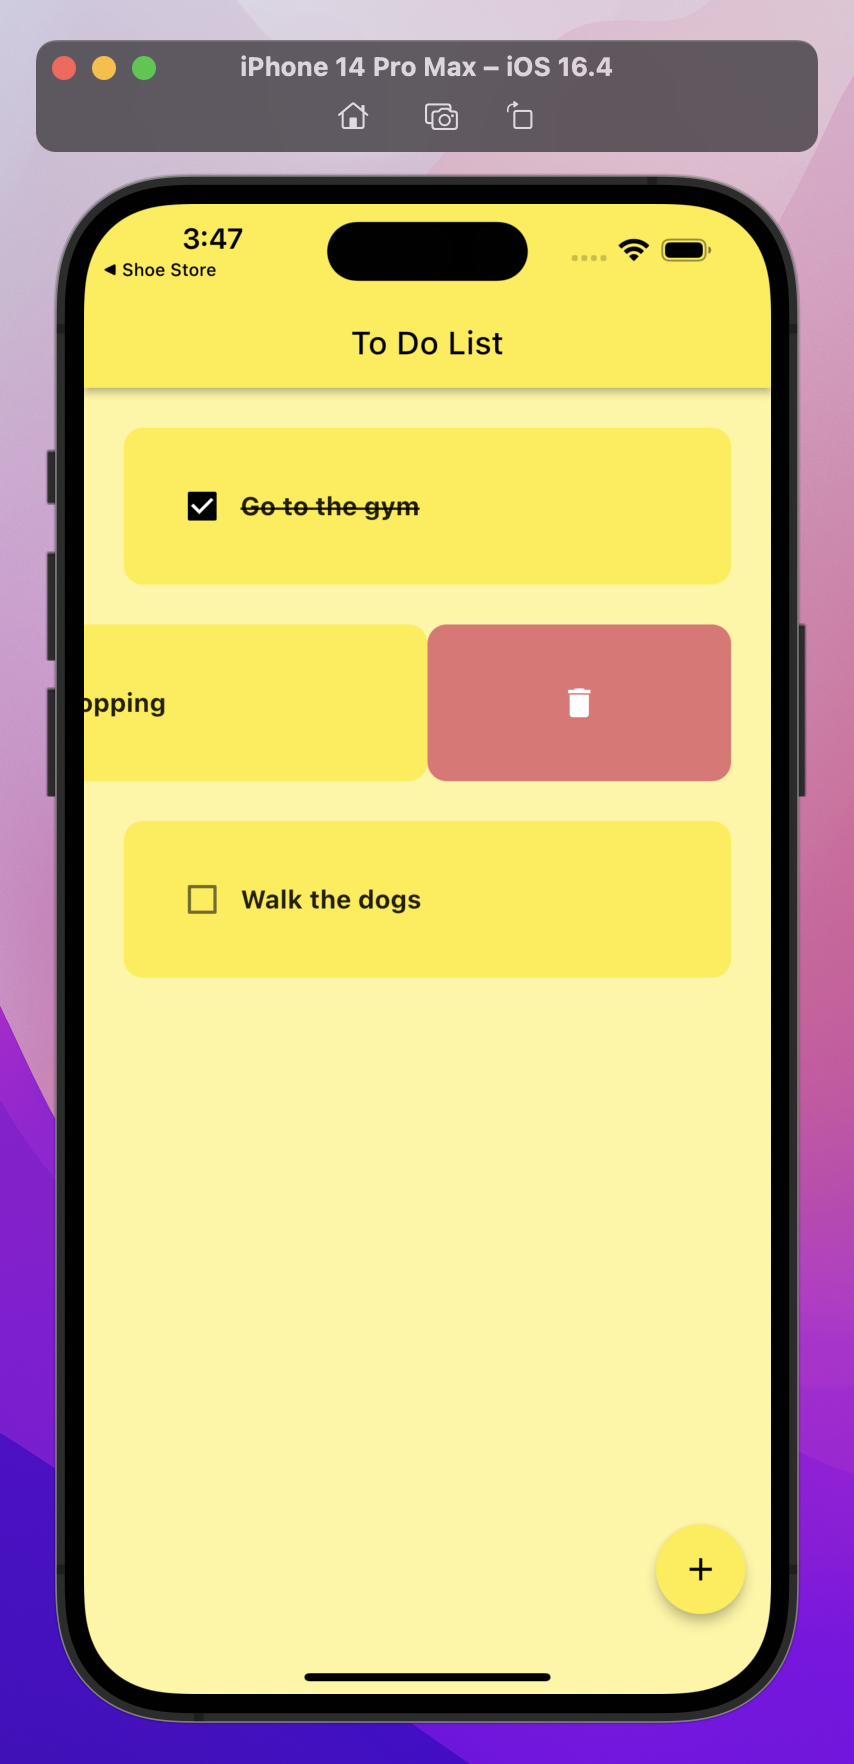 iPhone 14 Pro Max – iOS 16.4
3:47
◀ Shoe Store
To Do List
Go to the gym
opping
Walk the dogs